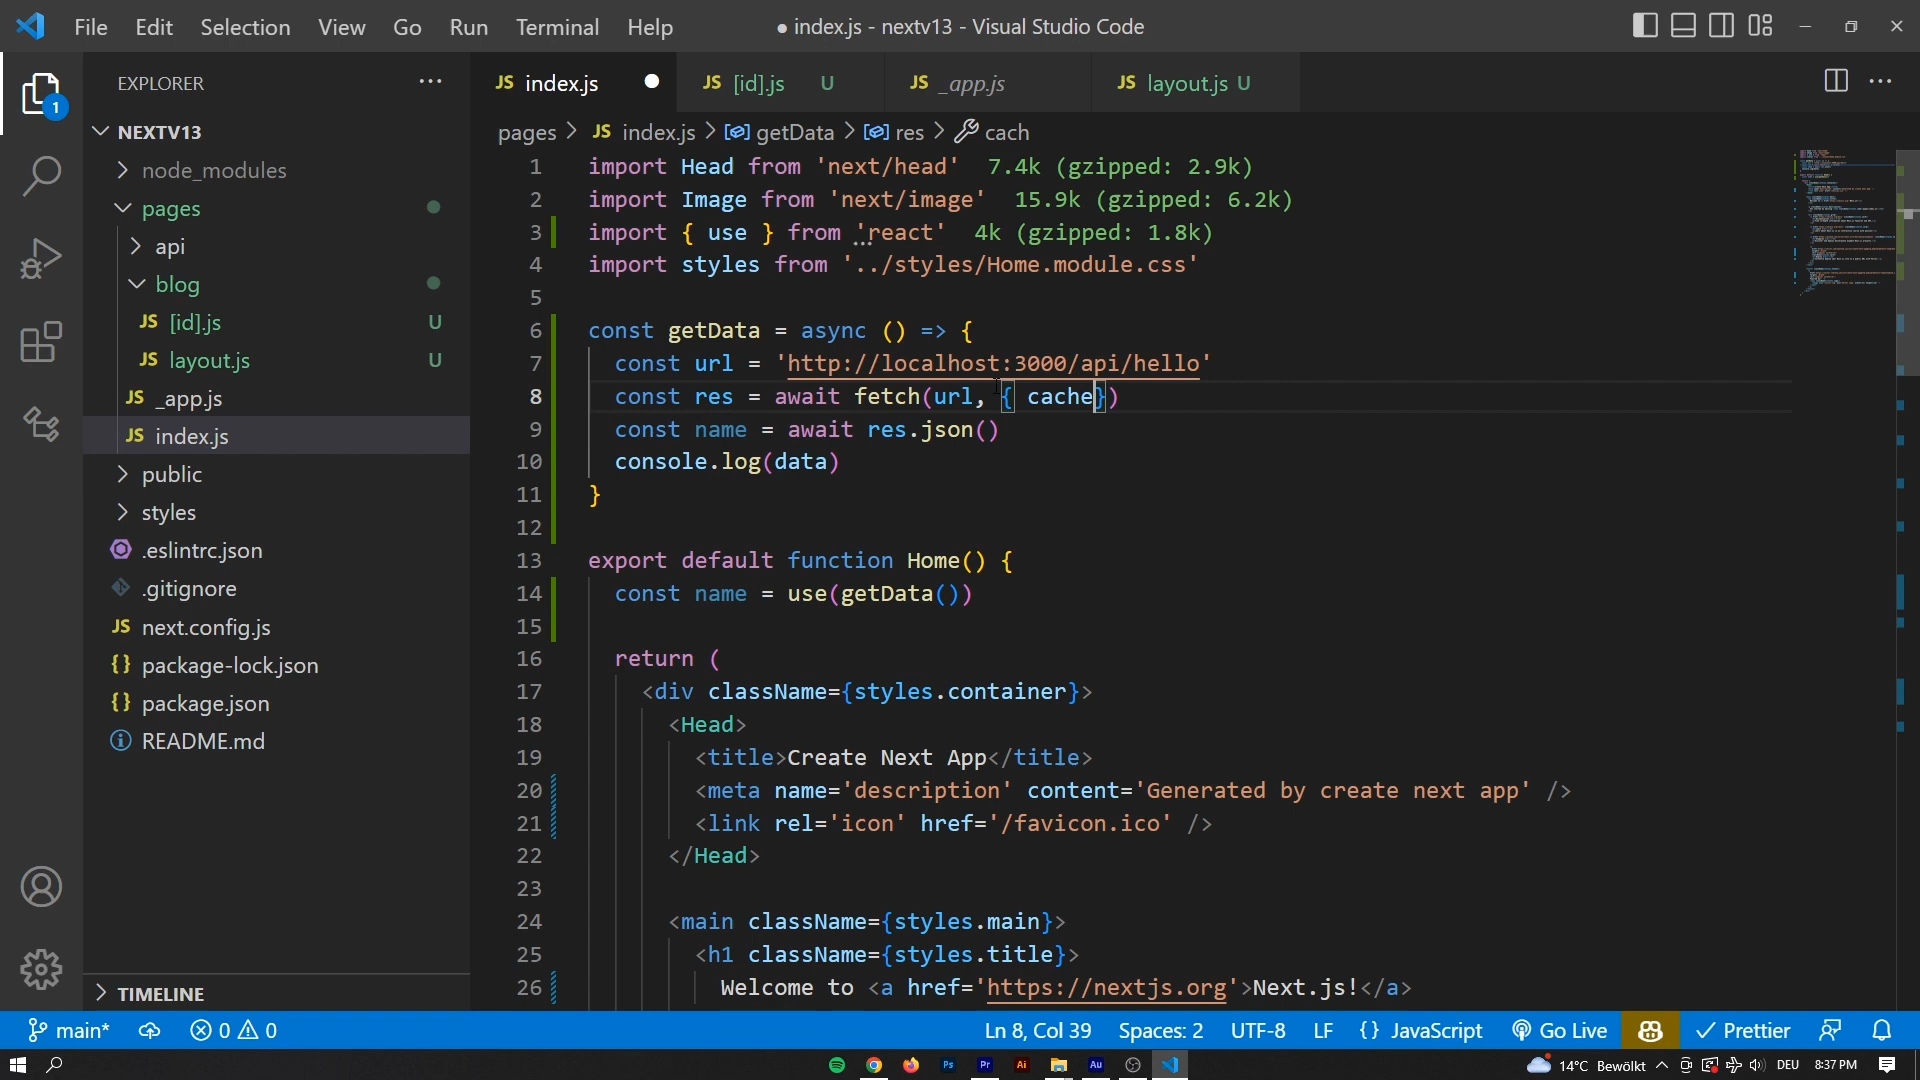 File Edit Selection View Go Run Terminal Help
● index.js - nextv13 - Visual Studio Code
EXPLORER
1
NEXTV13
node_modules
pages
api
blog
JS [id].js U
JS layout.js U
JS _app.js
JS index.js
public
styles
.eslintrc.json
.gitignore
JS next.config.js
{} package-lock.json
{} package.json
README.md
TIMELINE
JS index.js
JS [id].js U
JS _app.js
JS layout.js U
pages > JS index.js > getData > res > cache
1 import Head from 'next/head' 7.4k (gzipped: 2.9k)
2 import Image from 'next/image' 15.9k (gzipped: 6.2k)
3 import { use } from 'react' 4k (gzipped: 1.8k)
4 import styles from '../styles/Home.module.css'
5
6 const getData = async () => {
7 const url = 'http://localhost:3000/api/hello'
8 const res = await fetch(url, { cache})
9 const name = await res.json()
10 console.log(data)
11 }
12
13 export default function Home() {
14 const name = use(getData())
15
16 return (
17 <div className={styles.container}>
18 <Head>
19 <title>Create Next App</title>
20 <meta name='description' content='Generated by create next app' />
21 <link rel='icon' href='/favicon.ico' />
22 </Head>
23
24 <main className={styles.main}>
25 <h1 className={styles.title}>
26 Welcome to <a href='https://nextjs.org'>Next.js!</a>
main* 0 0 Ln 8, Col 39 Spaces: 2 UTF-8 LF {} JavaScript Go Live Prettier
Ps Pr Ai Au 14°C Bewölkt DEU 8:37 PM